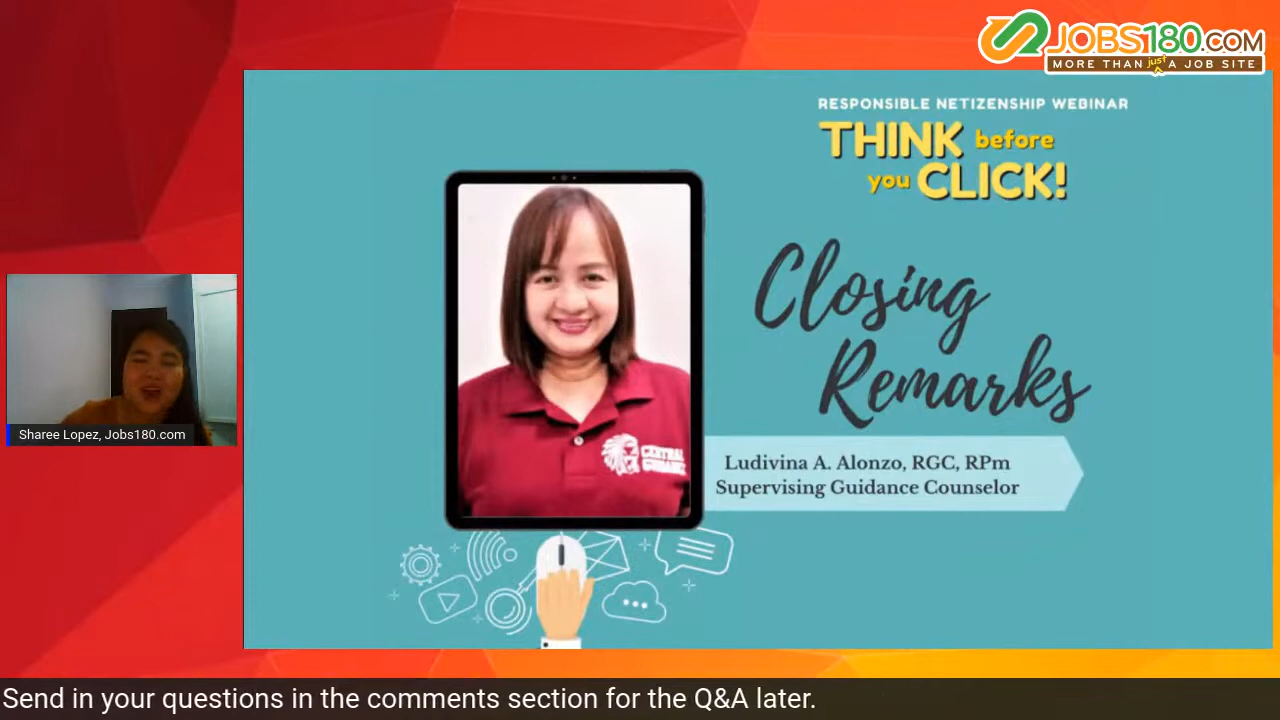 JOBS180.COM
MORE THAN just A JOB SITE
RESPONSIBLE NETIZENSHIP WEBINAR
THINK before
you CLICK!
Closing
Remarks
CENTRAL
GUIDANCE
Ludivina A. Alonzo, RGC, RPm
Supervising Guidance Counselor
Sharee Lopez, Jobs180.com
Send in your questions in the comments section for the Q&A later.